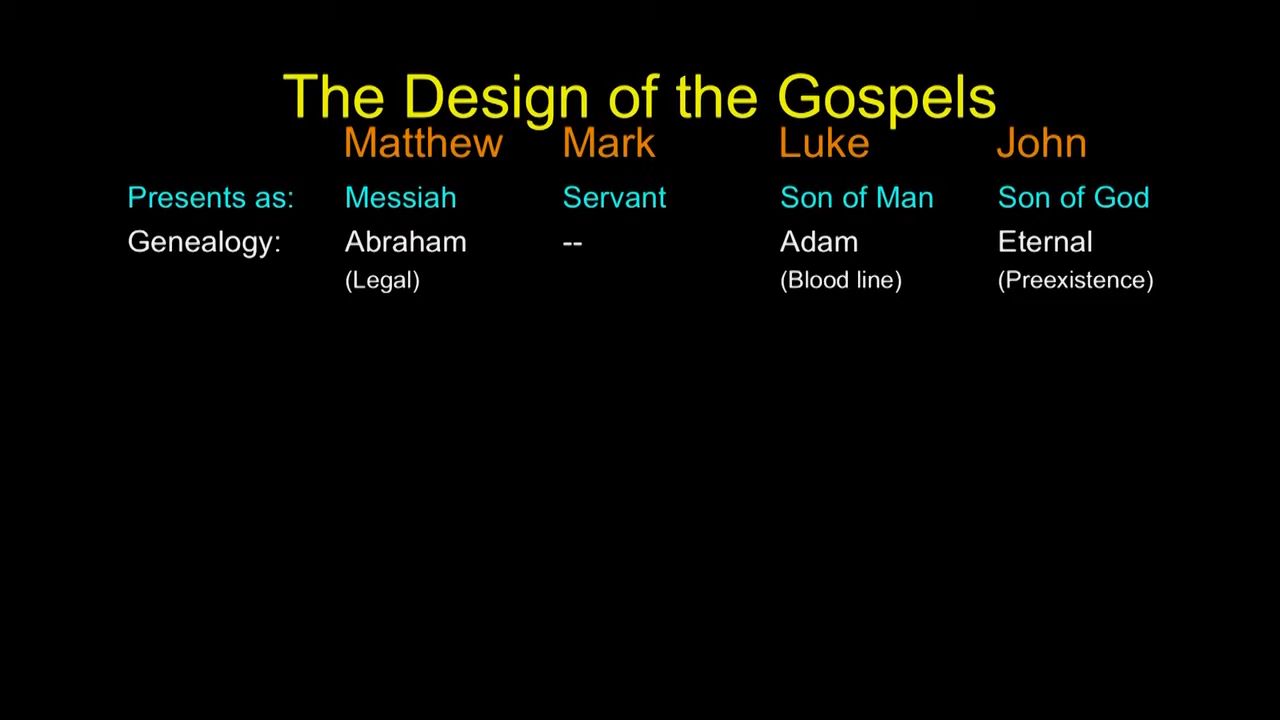 The Design of the Gospels
Matthew Mark Luke John
Presents as: Messiah Servant Son of Man Son of God
Genealogy: Abraham -- Adam Eternal
(Legal) (Blood line) (Preexistence)